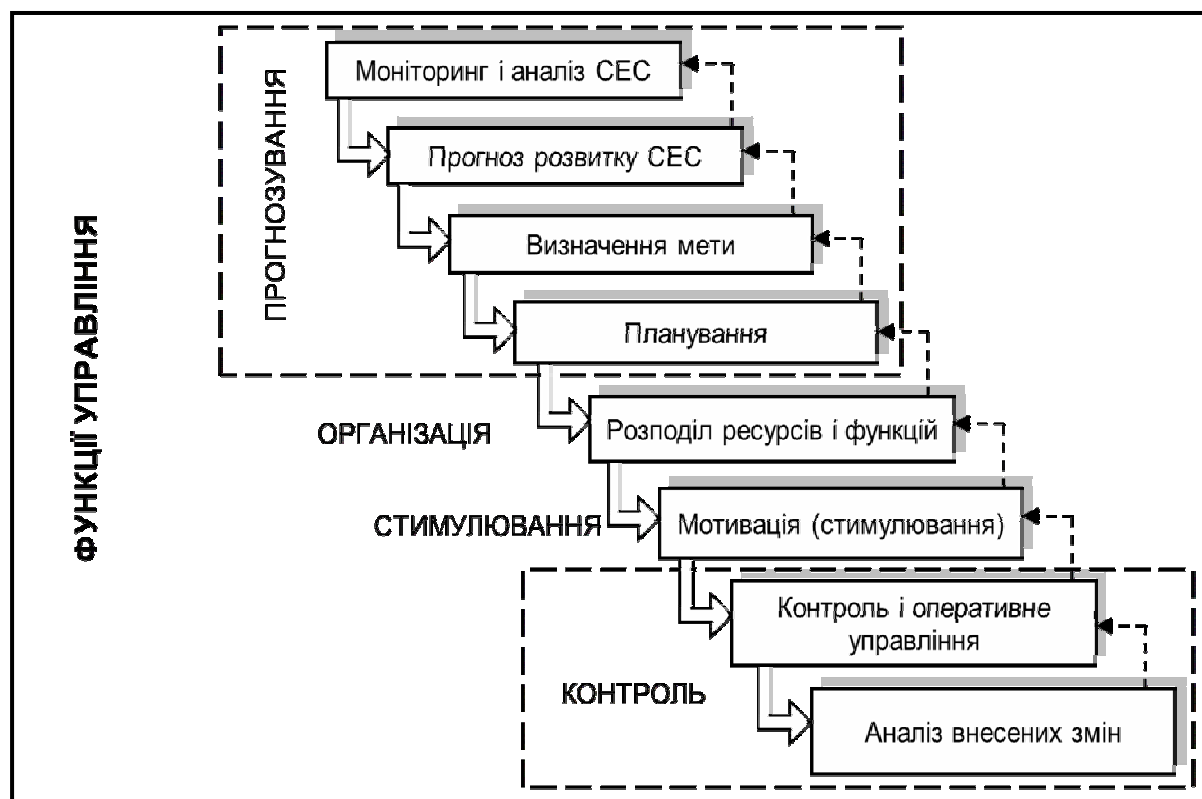 ФУНКЦІЇ УПРАВЛІННЯ
ПРОГНОЗУВАННЯ
Моніторинг і аналіз СЕС
Прогноз розвитку СЕС
Визначення мети
Планування
ОРГАНІЗАЦІЯ
Розподіл ресурсів і функцій
СТИМУЛЮВАННЯ
Мотивація (стимулювання)
КОНТРОЛЬ
Контроль і оперативне
управління
Аналіз внесених змін